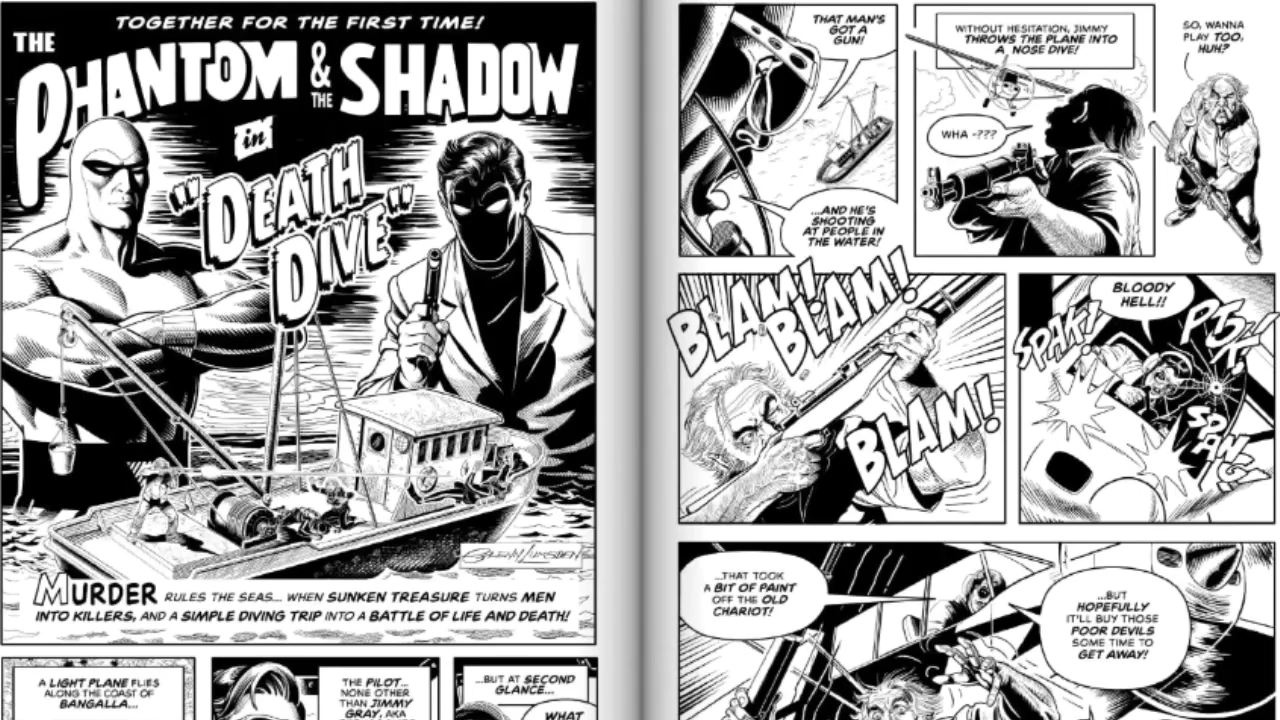 TOGETHER FOR THE FIRST TIME!
THE
PHANTOM
&
THE
SHADOW
in
"DEATH
DIVE"
GLENN LUMSDEN
MURDER RULES THE SEAS... WHEN SUNKEN TREASURE TURNS MEN
INTO KILLERS, AND A SIMPLE DIVING TRIP INTO A BATTLE OF LIFE AND DEATH!
A LIGHT PLANE FLIES
ALONG THE COAST OF
BANGALLA...
THE PILOT...
NONE OTHER
THAN JIMMY
GRAY, AKA
...BUT AT SECOND
GLANCE...
WHAT
THAT MAN'S
GOT A
GUN!
...AND HE'S
SHOOTING
AT PEOPLE IN
THE WATER!
WITHOUT HESITATION, JIMMY
THROWS THE PLANE INTO
A NOSE DIVE!
WHA -???
SO, WANNA
PLAY TOO,
HUH?
BLAM!
BLAM!
BLAM!
BLOODY
HELL!!
SPAK!
SPANG
...THAT TOOK
A BIT OF PAINT
OFF THE OLD
CHARIOT!
...BUT
HOPEFULLY
IT'LL BUY THOSE
POOR DEVILS
SOME TIME TO
GET AWAY!